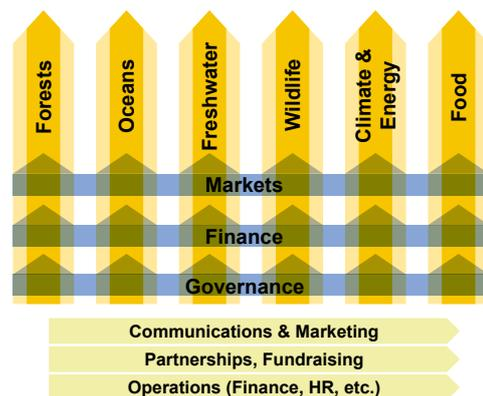 Forests
Oceans
Freshwater
Wildlife
Climate &
Energy
Food
Markets
Finance
Governance
Communications & Marketing
Partnerships, Fundraising
Operations (Finance, HR, etc.)